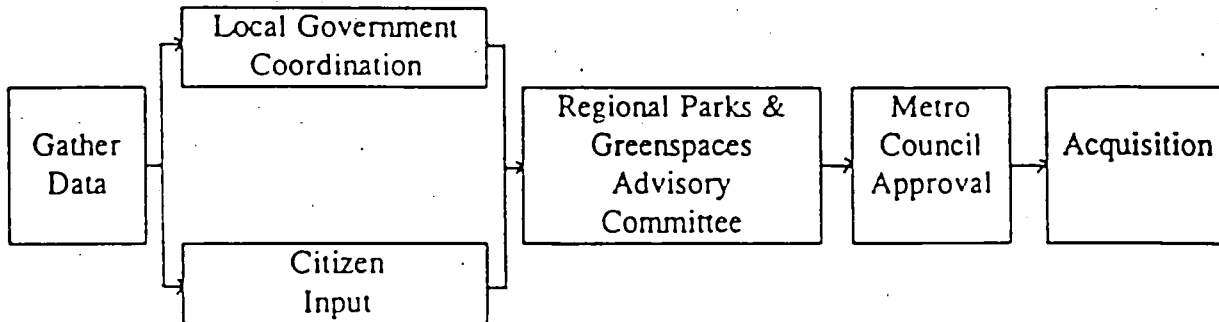 Gather
Data
Local Government
Coordination
Citizen
Input
Regional Parks &
Greenspaces
Advisory
Committee
Metro
Council
Approval
Acquisition